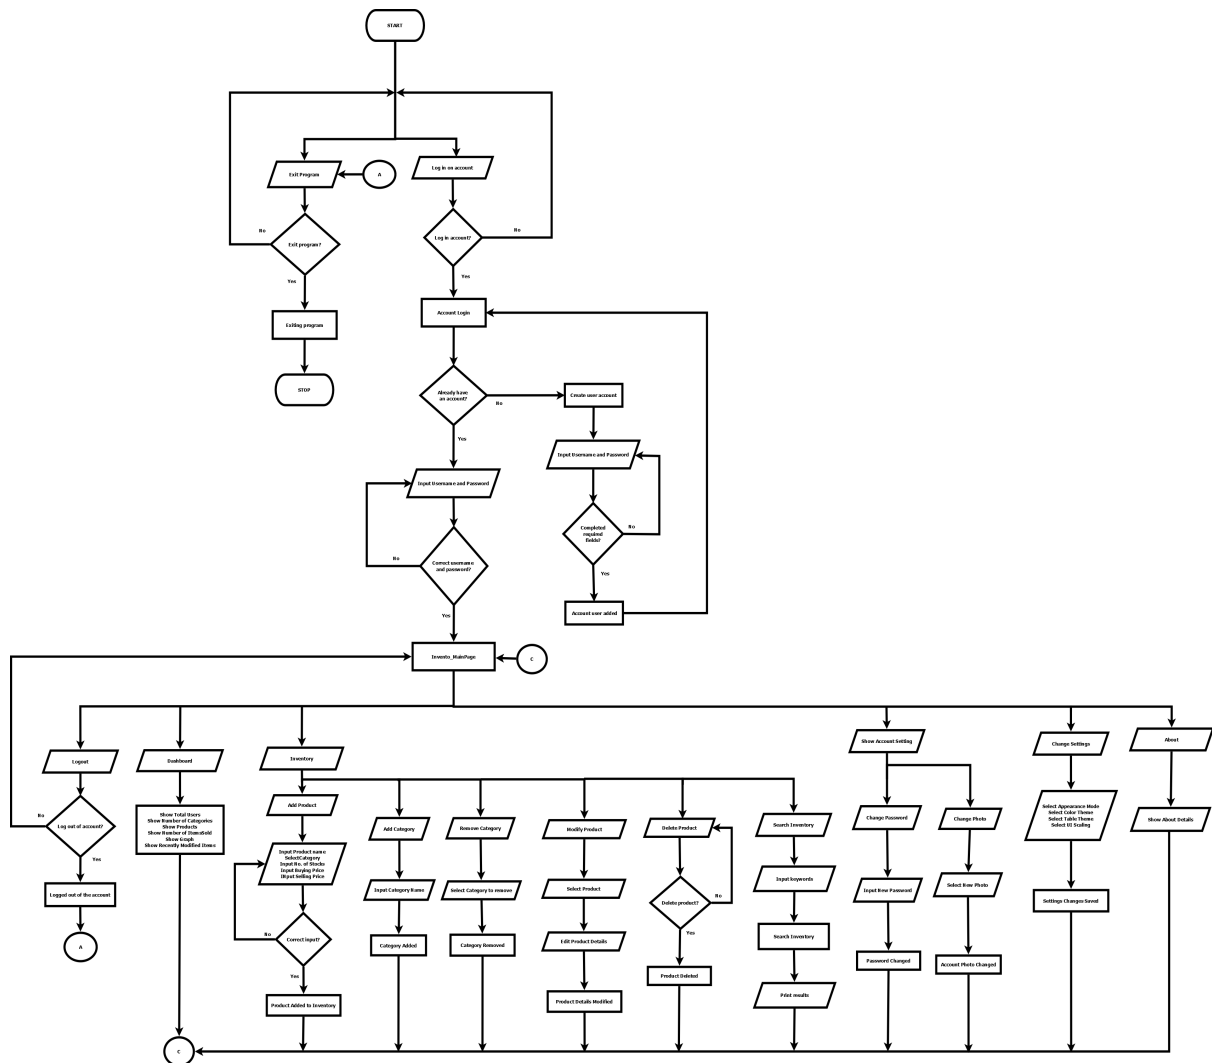 START
Exit Program
A
Log in on account
Exit program?
No
Log in account?
No
Yes
Yes
Account Login
Exiting program
STOP
Already have
an account?
No
Create user account
Yes
Input Username and Password
Input Username and Password
Completed
required
fields?
No
Correct username
and password?
No
Yes
Account user added
Yes
Invento_MainPage
C
Show Account Setting
Change Settings
About
Logout
Dashboard
Inventory
No
Log out of account?
Yes
Show Total Users
Show Number of Categories
Show Products
Show Number of ItemsSold
Show Graph
Show Recently Modified Items
Add Product
Add Category
Remove Category
Modify Product
Delete Product
Search Inventory
Change Password
Change Photo
Select Appearance Mode
Select Color Theme
Select Table Theme
Select UI Scaling
Show About Details
Input Product name
SelectCategory
Input No. of Stocks
Input Buying Price
INput Selling Price
Input Category Name
Select Category to remove
Select Product
Delete product?
No
Yes
Input keywords
Input New Password
Select New Photo
Settings Changes Saved
Logged out of the account
A
Correct input?
No
Yes
Category Added
Category Removed
Edit Product Details
Search Inventory
Password Changed
Account Photo Changed
Product Deleted
Product Added to Inventory
Product Details Modified
Print results
C